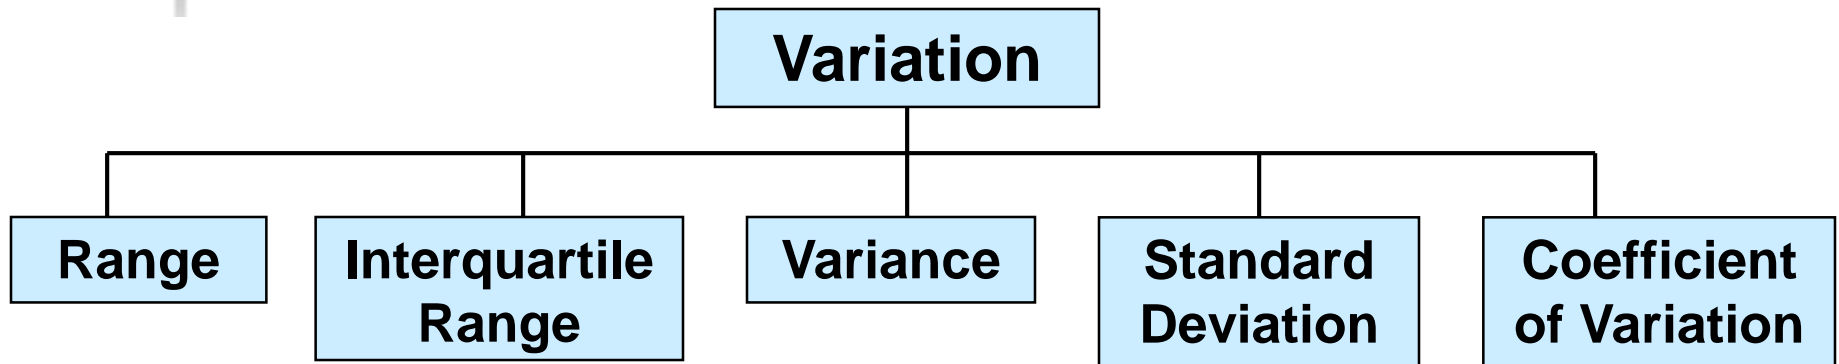 Variation
Range
Interquartile
Range
Variance
Standard
Deviation
Coefficient
of Variation